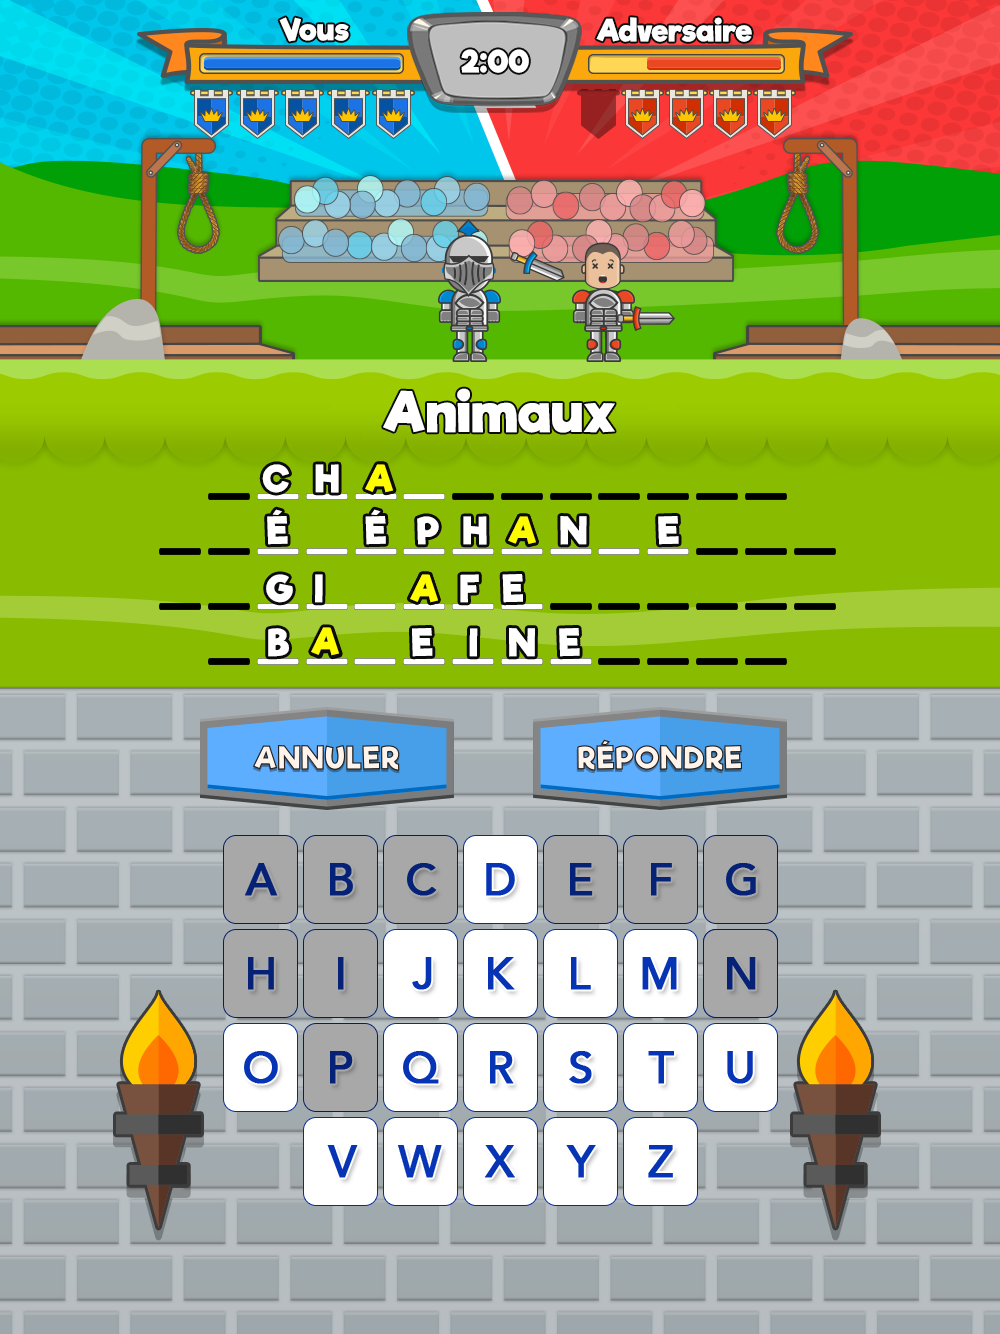 Vous
2:00
Adversaire
Animaux
_ C H A _ _ _ _ _ _ _ _
_ _ É _ É P H A N _ E _ _ _
_ _ G I _ A F E _ _ _ _ _ _
_ B A _ E I N E _ _ _ _
ANNULER
RÉPONDRE
A B C D E F G
H I J K L M N
O P Q R S T U
V W X Y Z